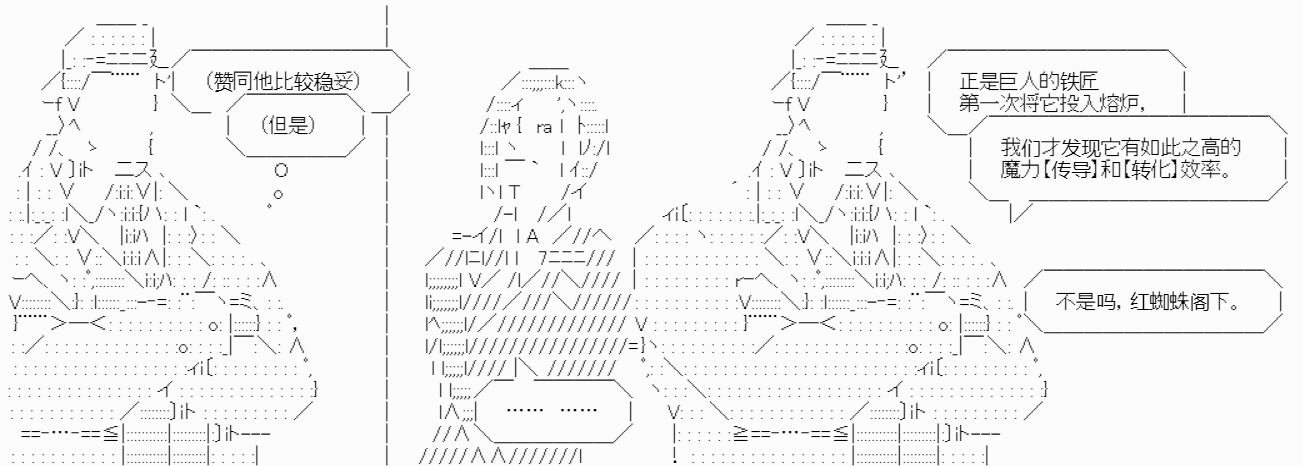 （赞同他比较稳妥）
（但是）
…… ……
正是巨人的铁匠
第一次将它投入熔炉，
我们才发现它有如此之高的
魔力【传导】和【转化】效率。
不是吗，红蜘蛛阁下。